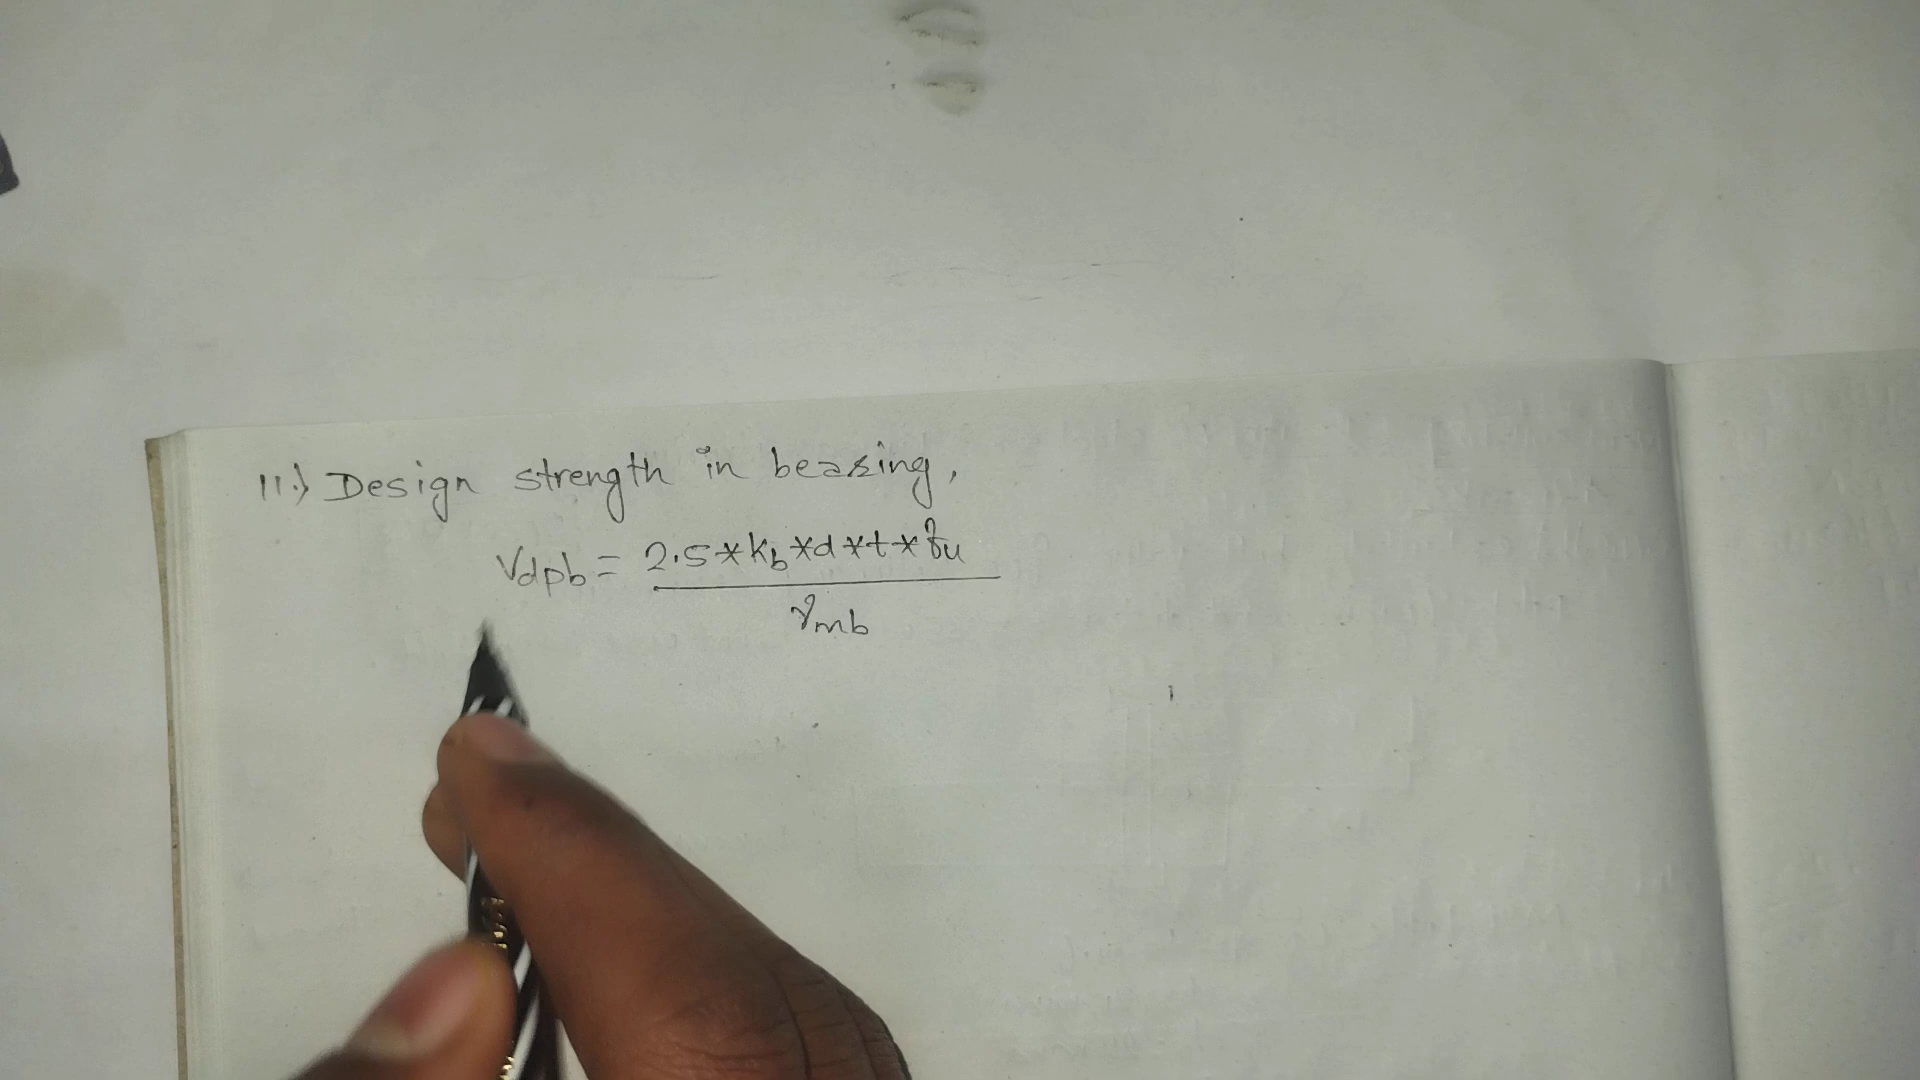 11.) Design strength in bearing,
Vdpb = 2.5*kb*d*t*fu
γmb